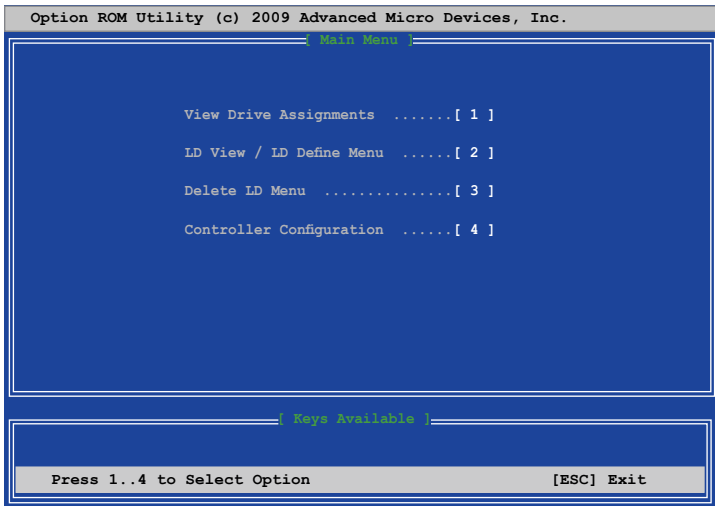 Option ROM Utility (c) 2009 Advanced Micro Devices, Inc.
[ Main Menu ]
View Drive Assignments .......[ 1 ]
LD View / LD Define Menu ......[ 2 ]
Delete LD Menu ...............[ 3 ]
Controller Configuration ......[ 4 ]
[ Keys Available ]
Press 1..4 to Select Option [ESC] Exit